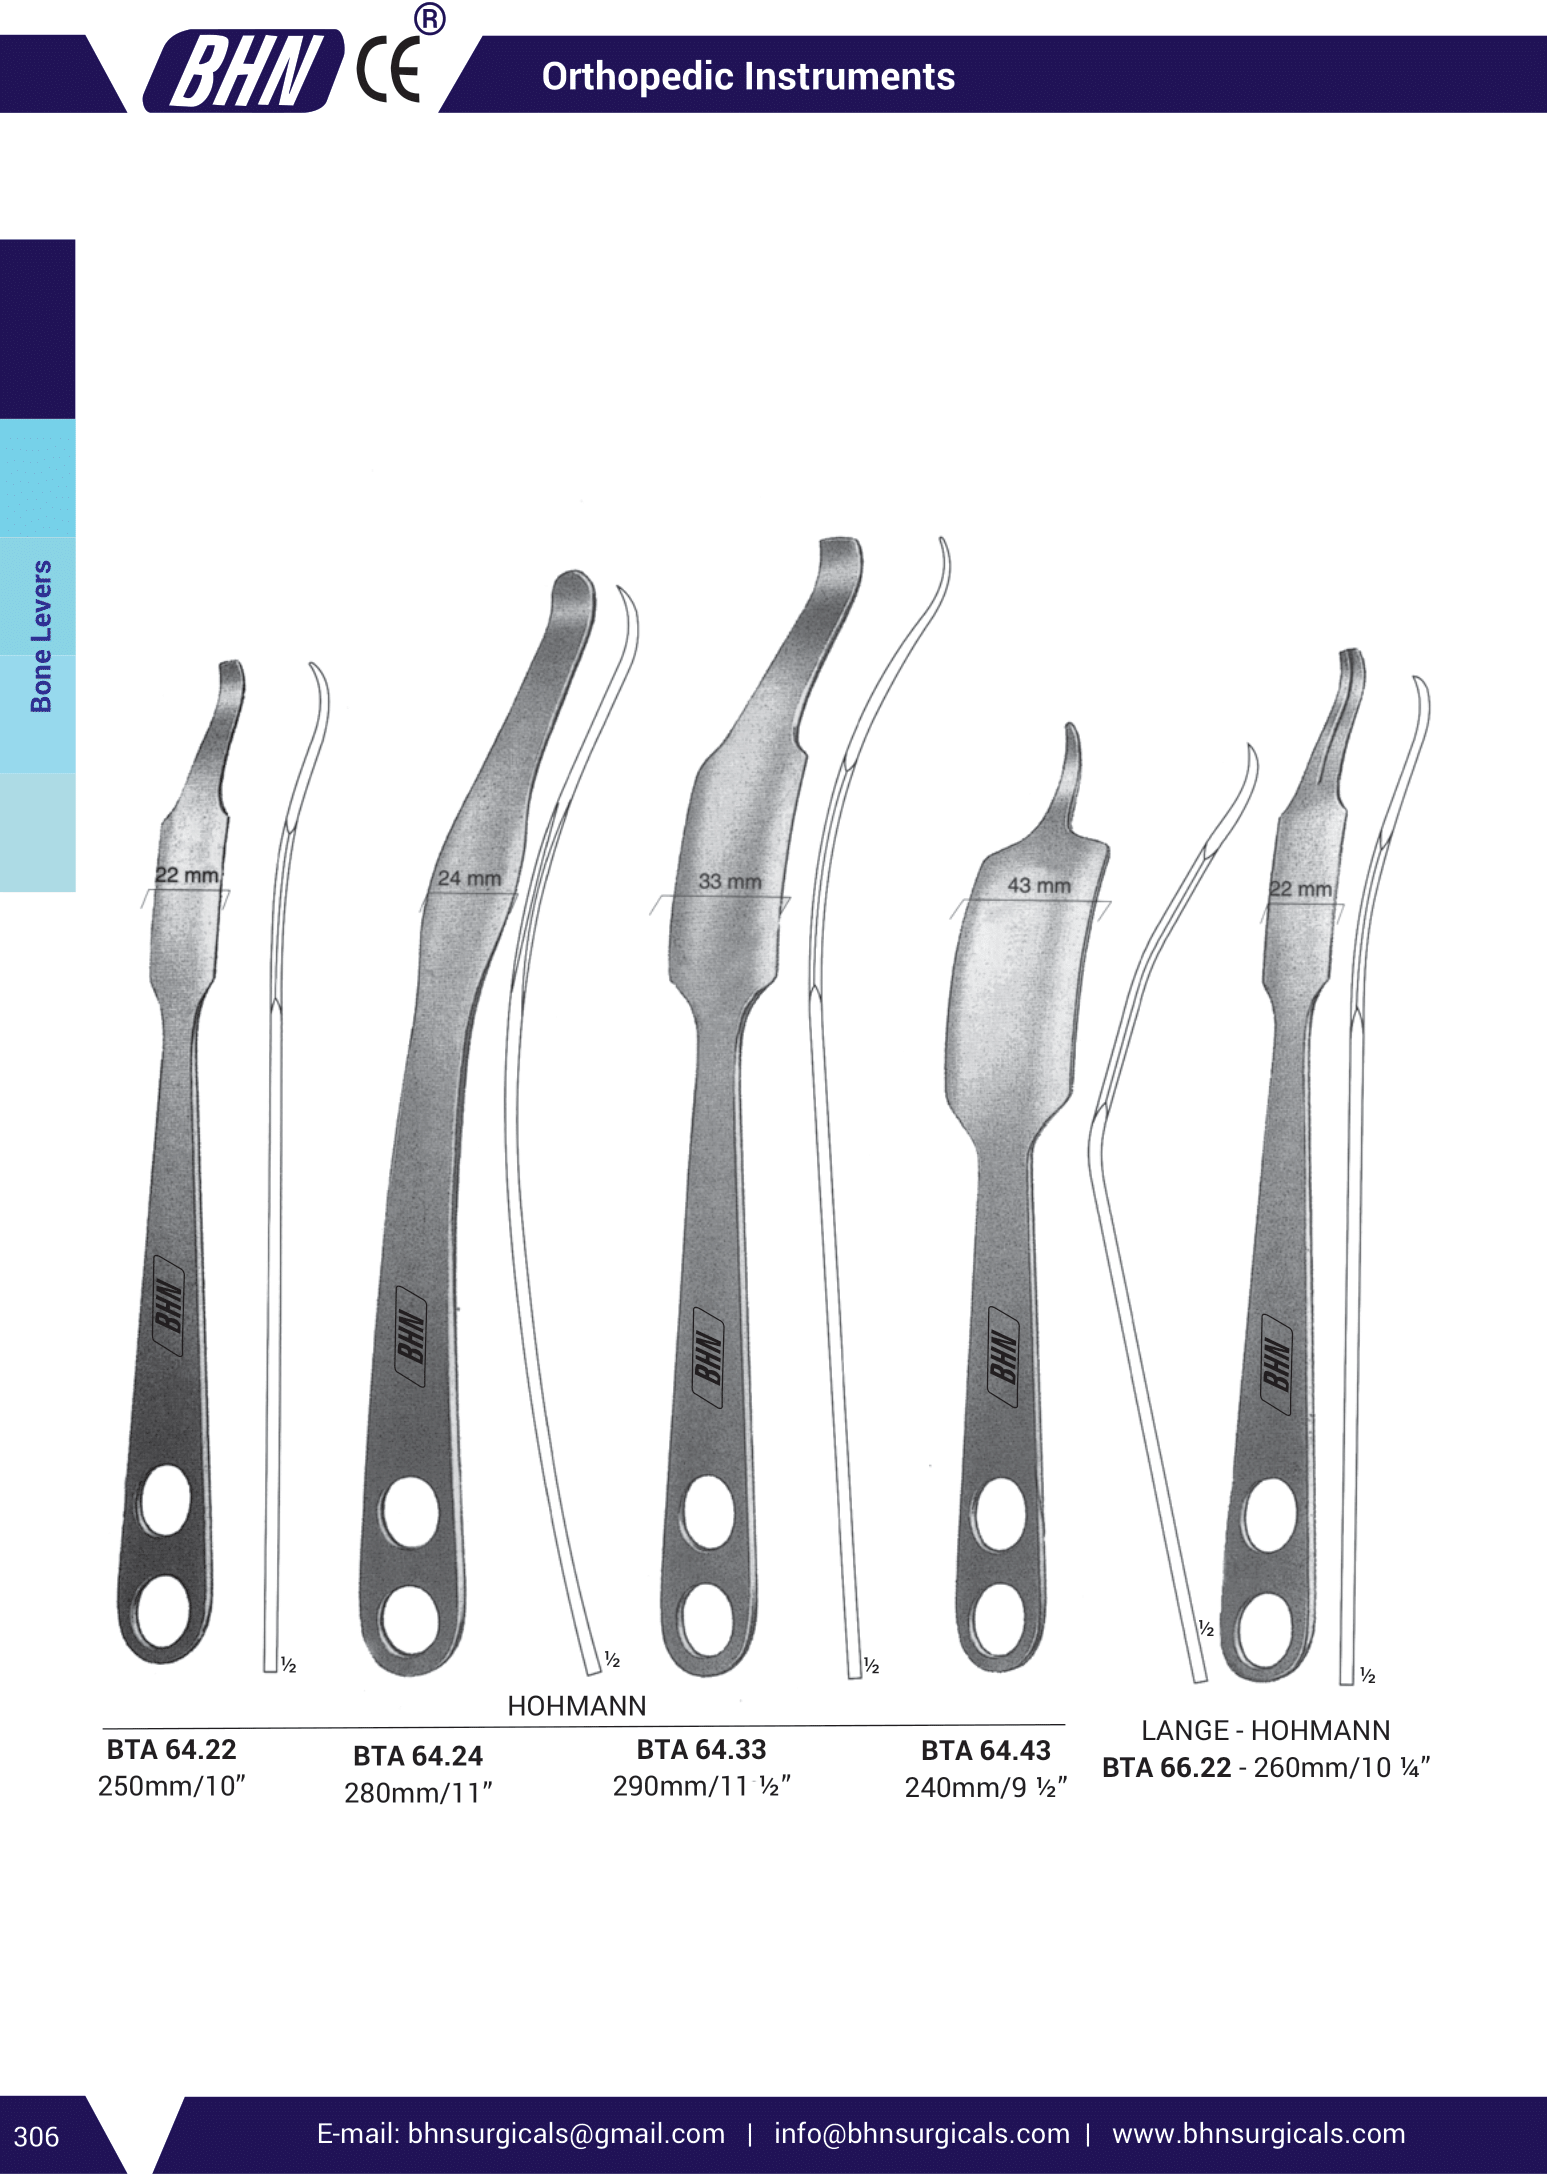 BHN CE ®
Orthopedic Instruments
Bone Levers
22 mm
24 mm
33 mm
43 mm
22 mm
BHN
BHN
BHN
BHN
BHN
½
½
½
½
½
HOHMANN
BTA 64.22
250mm/10”
BTA 64.24
280mm/11”
BTA 64.33
290mm/11 ½”
BTA 64.43
240mm/9 ½”
LANGE - HOHMANN
BTA 66.22 - 260mm/10 ¼”
306
E-mail: bhnsurgicals@gmail.com | info@bhnsurgicals.com | www.bhnsurgicals.com